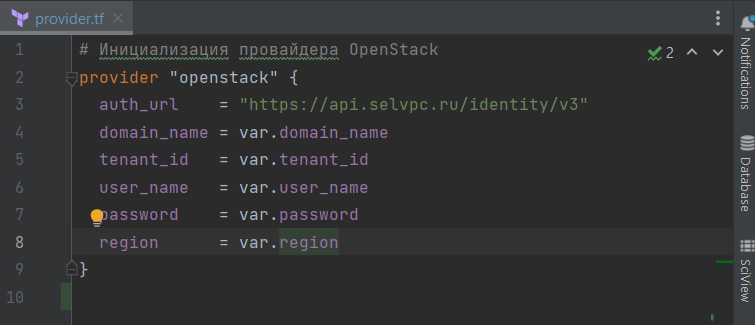 provider.tf
1 # Инициализация провайдера OpenStack
2 provider "openstack" {
3 auth_url = "https://api.selvpc.ru/identity/v3"
4 domain_name = var.domain_name
5 tenant_id = var.tenant_id
6 user_name = var.user_name
7 password = var.password
8 region = var.region
9 }
10
2
Notifications
Database
SciView